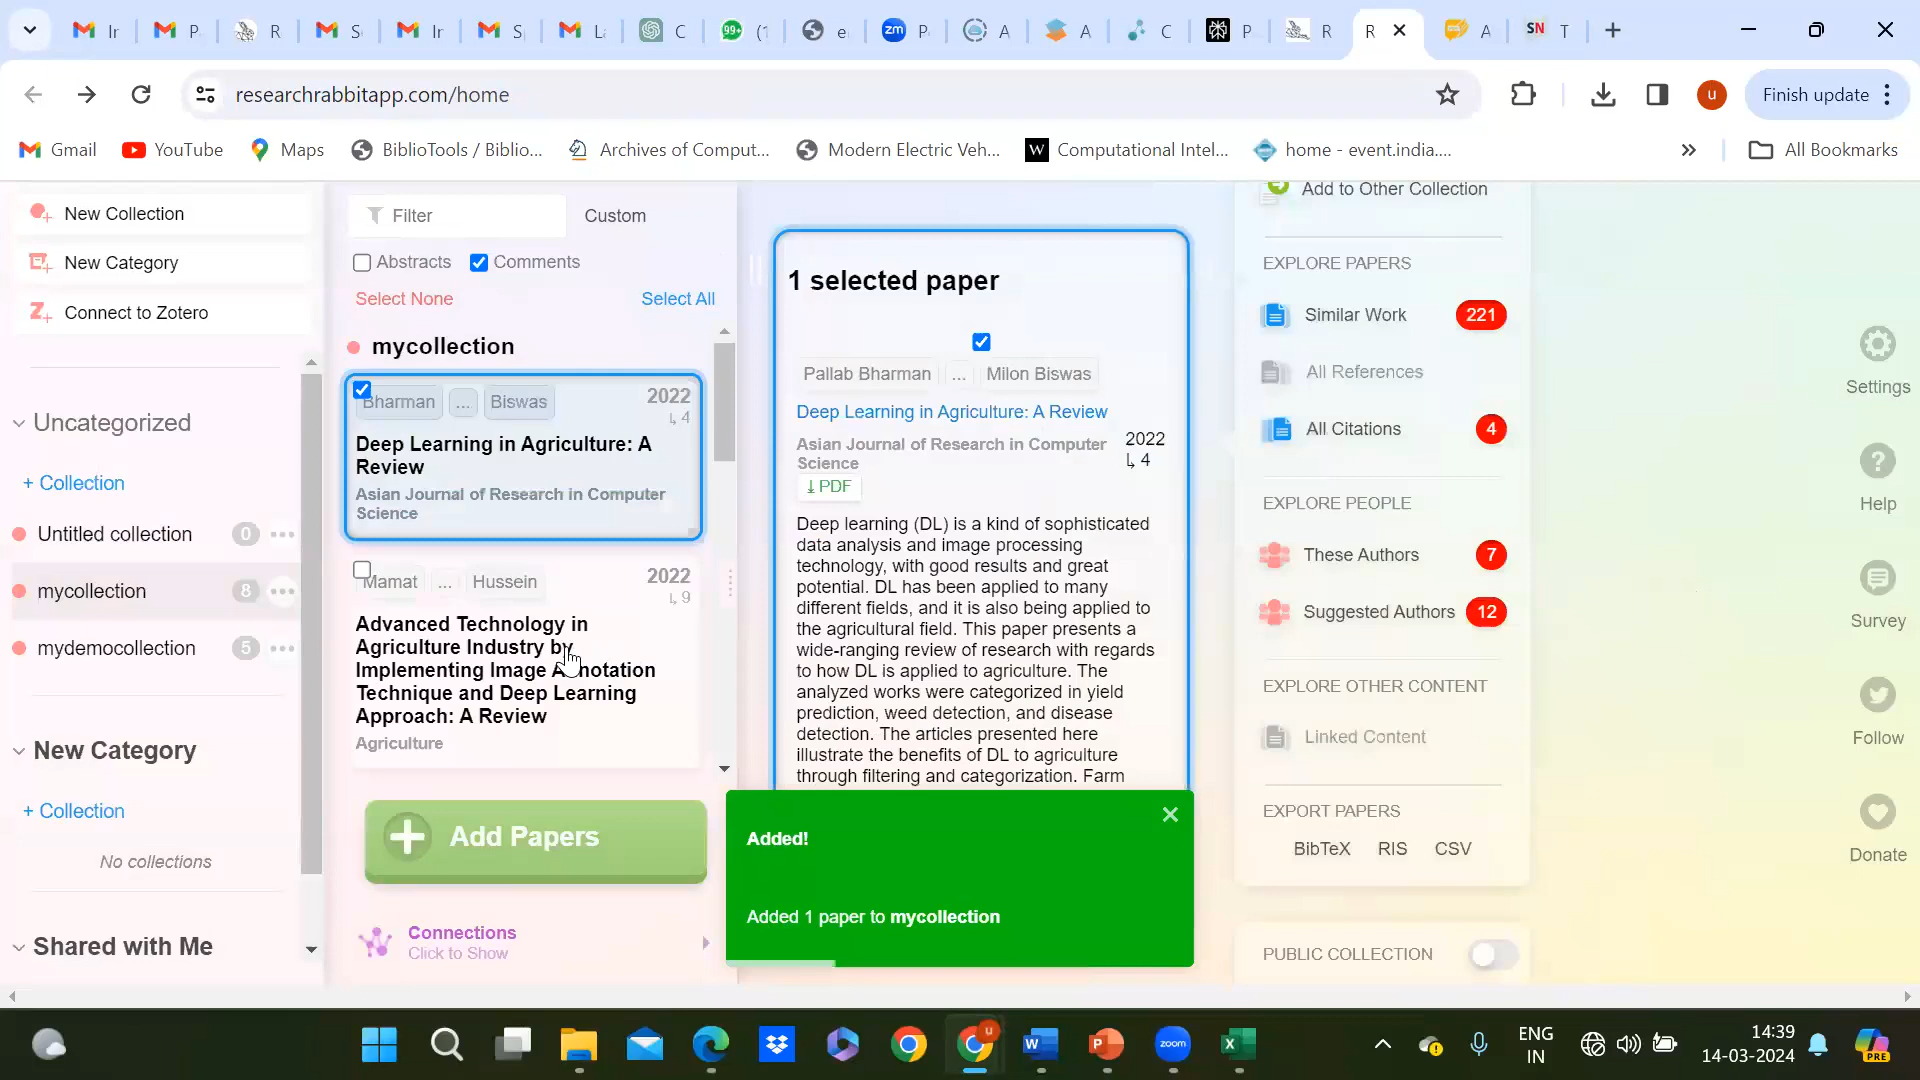 Ir
P
R
S
Ir
S
L
C
99+
(1
e
zm
P
A
A
C
P
R
R
A
SN
T
researchrabbitapp.com/home
u
Finish update
Gmail
YouTube
Maps
BiblioTools / Biblio...
Archives of Comput...
Modern Electric Veh...
W
Computational Intel...
home - event.india....
»
All Bookmarks
New Collection
New Category
Connect to Zotero
Uncategorized
+ Collection
Untitled collection
0
mycollection
8
mydemocollection
5
New Category
+ Collection
No collections
Shared with Me
Filter
Custom
Abstracts
Comments
Select None
Select All
mycollection
Bharman
...
Biswas
2022
↳ 4
Deep Learning in Agriculture: A
Review
Asian Journal of Research in Computer
Science
Mamat
...
Hussein
2022
↳ 9
Advanced Technology in
Agriculture Industry by
Implementing Image Annotation
Technique and Deep Learning
Approach: A Review
Agriculture
Add Papers
Connections
Click to Show
1 selected paper
Pallab Bharman
...
Milon Biswas
Deep Learning in Agriculture: A Review
Asian Journal of Research in Computer
Science
2022
↳ 4
PDF
Deep learning (DL) is a kind of sophisticated
data analysis and image processing
technology, with good results and great
potential. DL has been applied to many
different fields, and it is also being applied to
the agricultural field. This paper presents a
wide-ranging review of research with regards
to how DL is applied to agriculture. The
analyzed works were categorized in yield
prediction, weed detection, and disease
detection. The articles presented here
illustrate the benefits of DL to agriculture
through filtering and categorization. Farm
Added!
Added 1 paper to mycollection
Add to Other Collection
EXPLORE PAPERS
Similar Work
221
All References
All Citations
4
EXPLORE PEOPLE
These Authors
7
Suggested Authors
12
EXPLORE OTHER CONTENT
Linked Content
EXPORT PAPERS
BibTeX
RIS
CSV
PUBLIC COLLECTION
Settings
Help
Survey
Follow
Donate
u
W
P
zoom
X
ENG
IN
14:39
14-03-2024
PRE